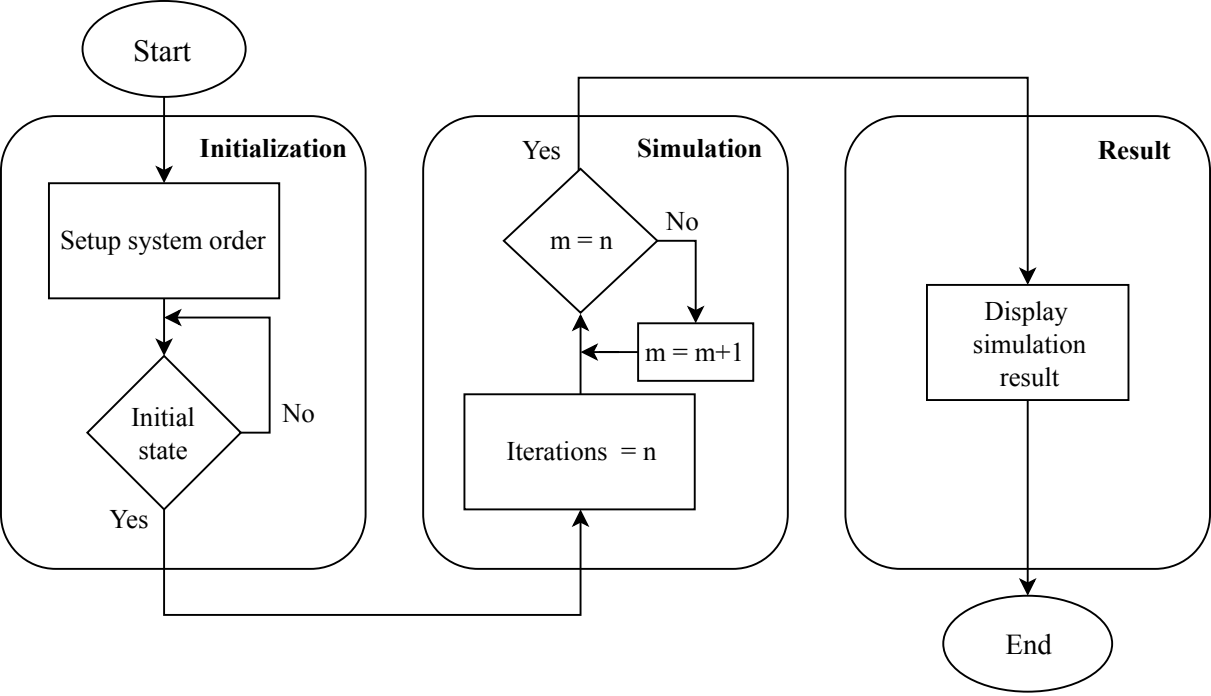 Start
Initialization
Setup system order
Initial
state
No
Yes
Simulation
Yes
m = n
No
m = m+1
Iterations = n
Result
Display
simulation
result
End